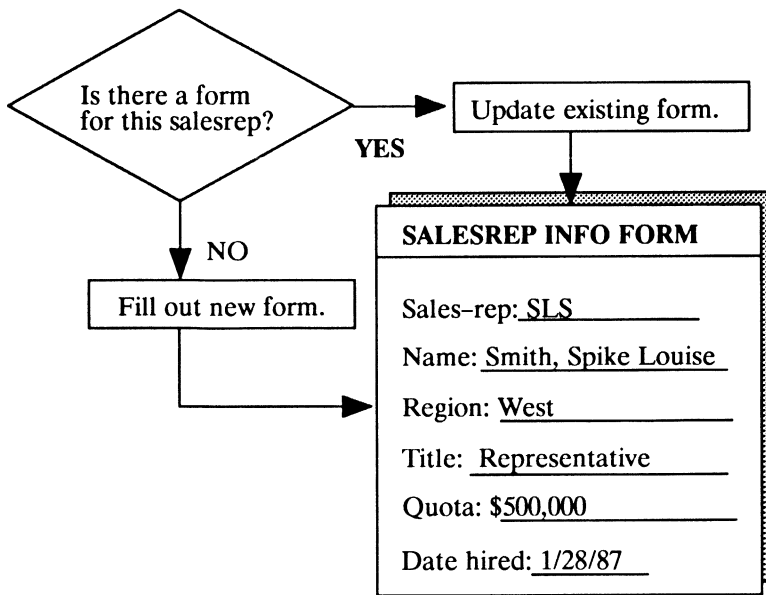 Is there a form
for this salesrep?
YES
Update existing form.
NO
Fill out new form.
SALESREP INFO FORM
Sales–rep: SLS
Name: Smith, Spike Louise
Region: West
Title: Representative
Quota: $500,000
Date hired: 1/28/87